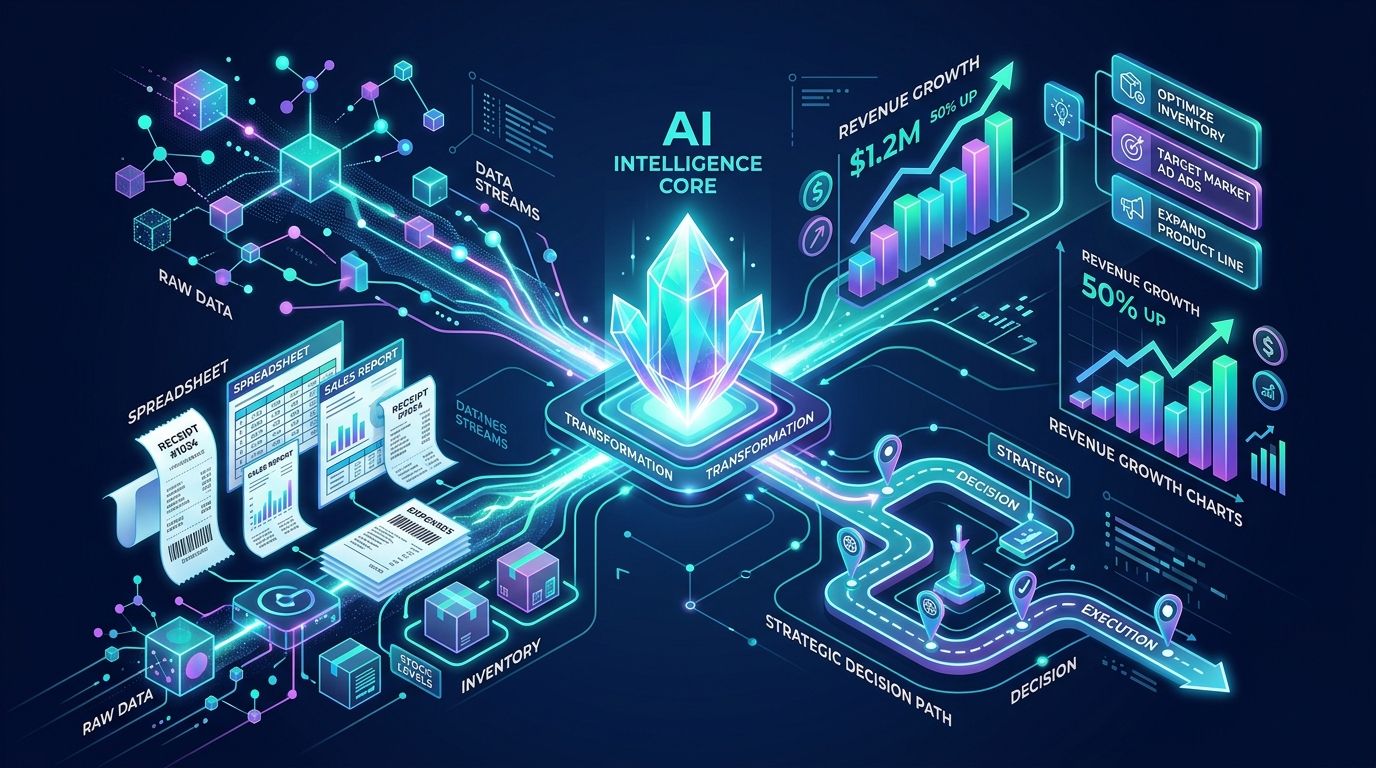 AI
INTELLIGENCE
CORE
DATA
STREAMS
RAW DATA
REVENUE GROWTH
$1.2M
50% UP
OPTIMIZE
INVENTORY
TARGET MARKET
AD ADS
EXPAND
PRODUCT LINE
REVENUE GROWTH
50% UP
$
$
REVENUE GROWTH CHARTS
SPREADSHEET
SPREADSHEET
SALES REPORT
RECEIPT
RECEIPT
#1034
SALES REPORT
STREAMS
TRANSFORMATION
TRANSFORMATION
STOCK
LEVELS
INVENTORY
RAW DATA
STRATEGY
DECISION
EXECUTION
STRATEGIC DECISION PATH
DECISION